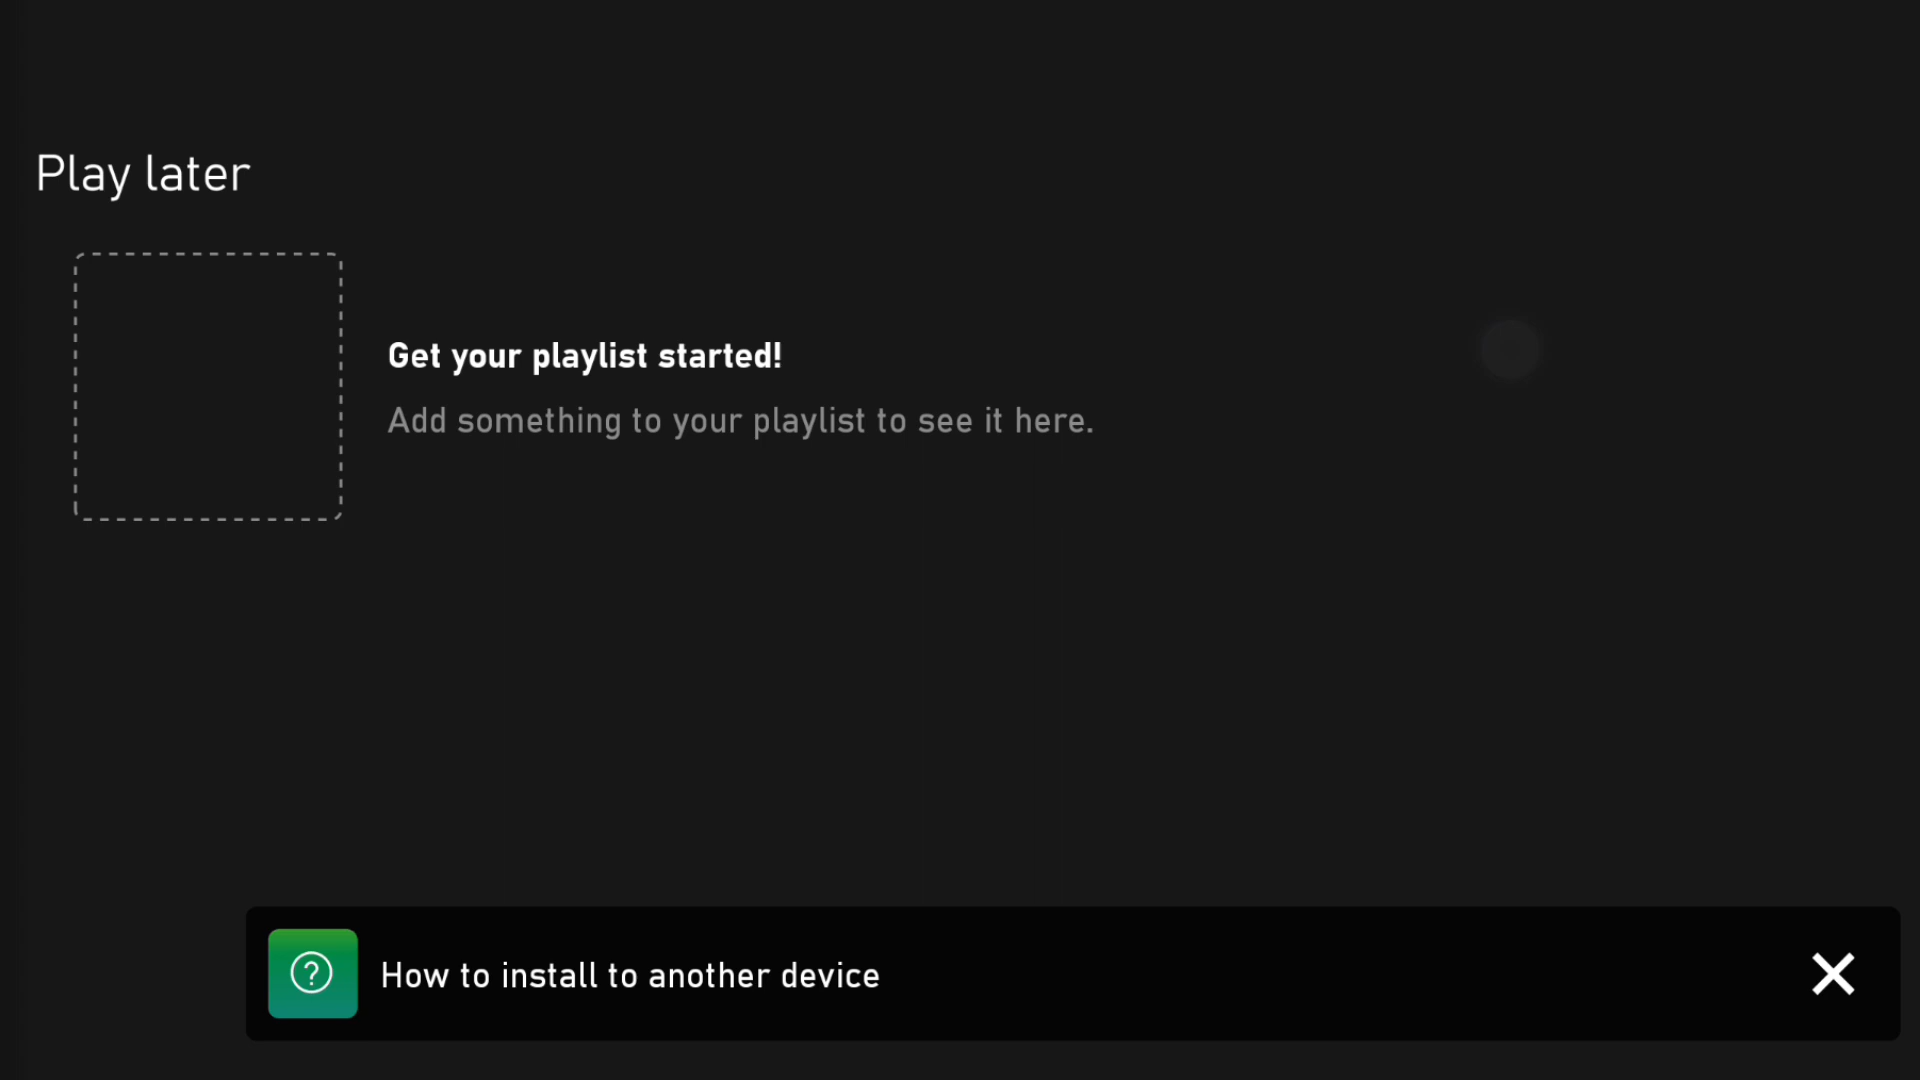 Play later
Get your playlist started!
Add something to your playlist to see it here.
?
How to install to another device